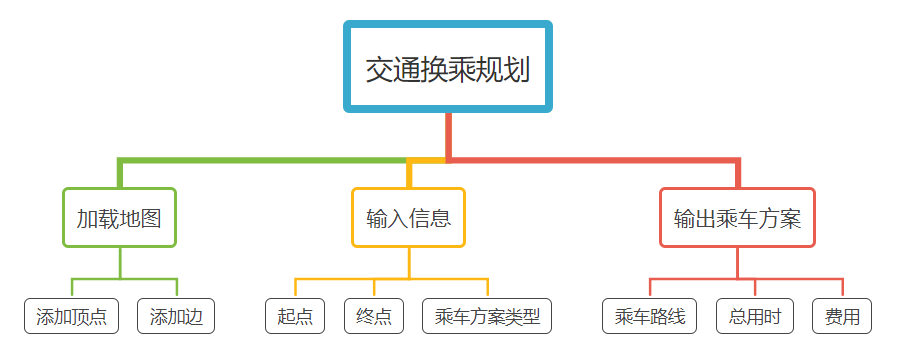 交通换乘规划
加载地图
输入信息
输出乘车方案
添加顶点
添加边
起点
终点
乘车方案类型
乘车路线
总用时
费用